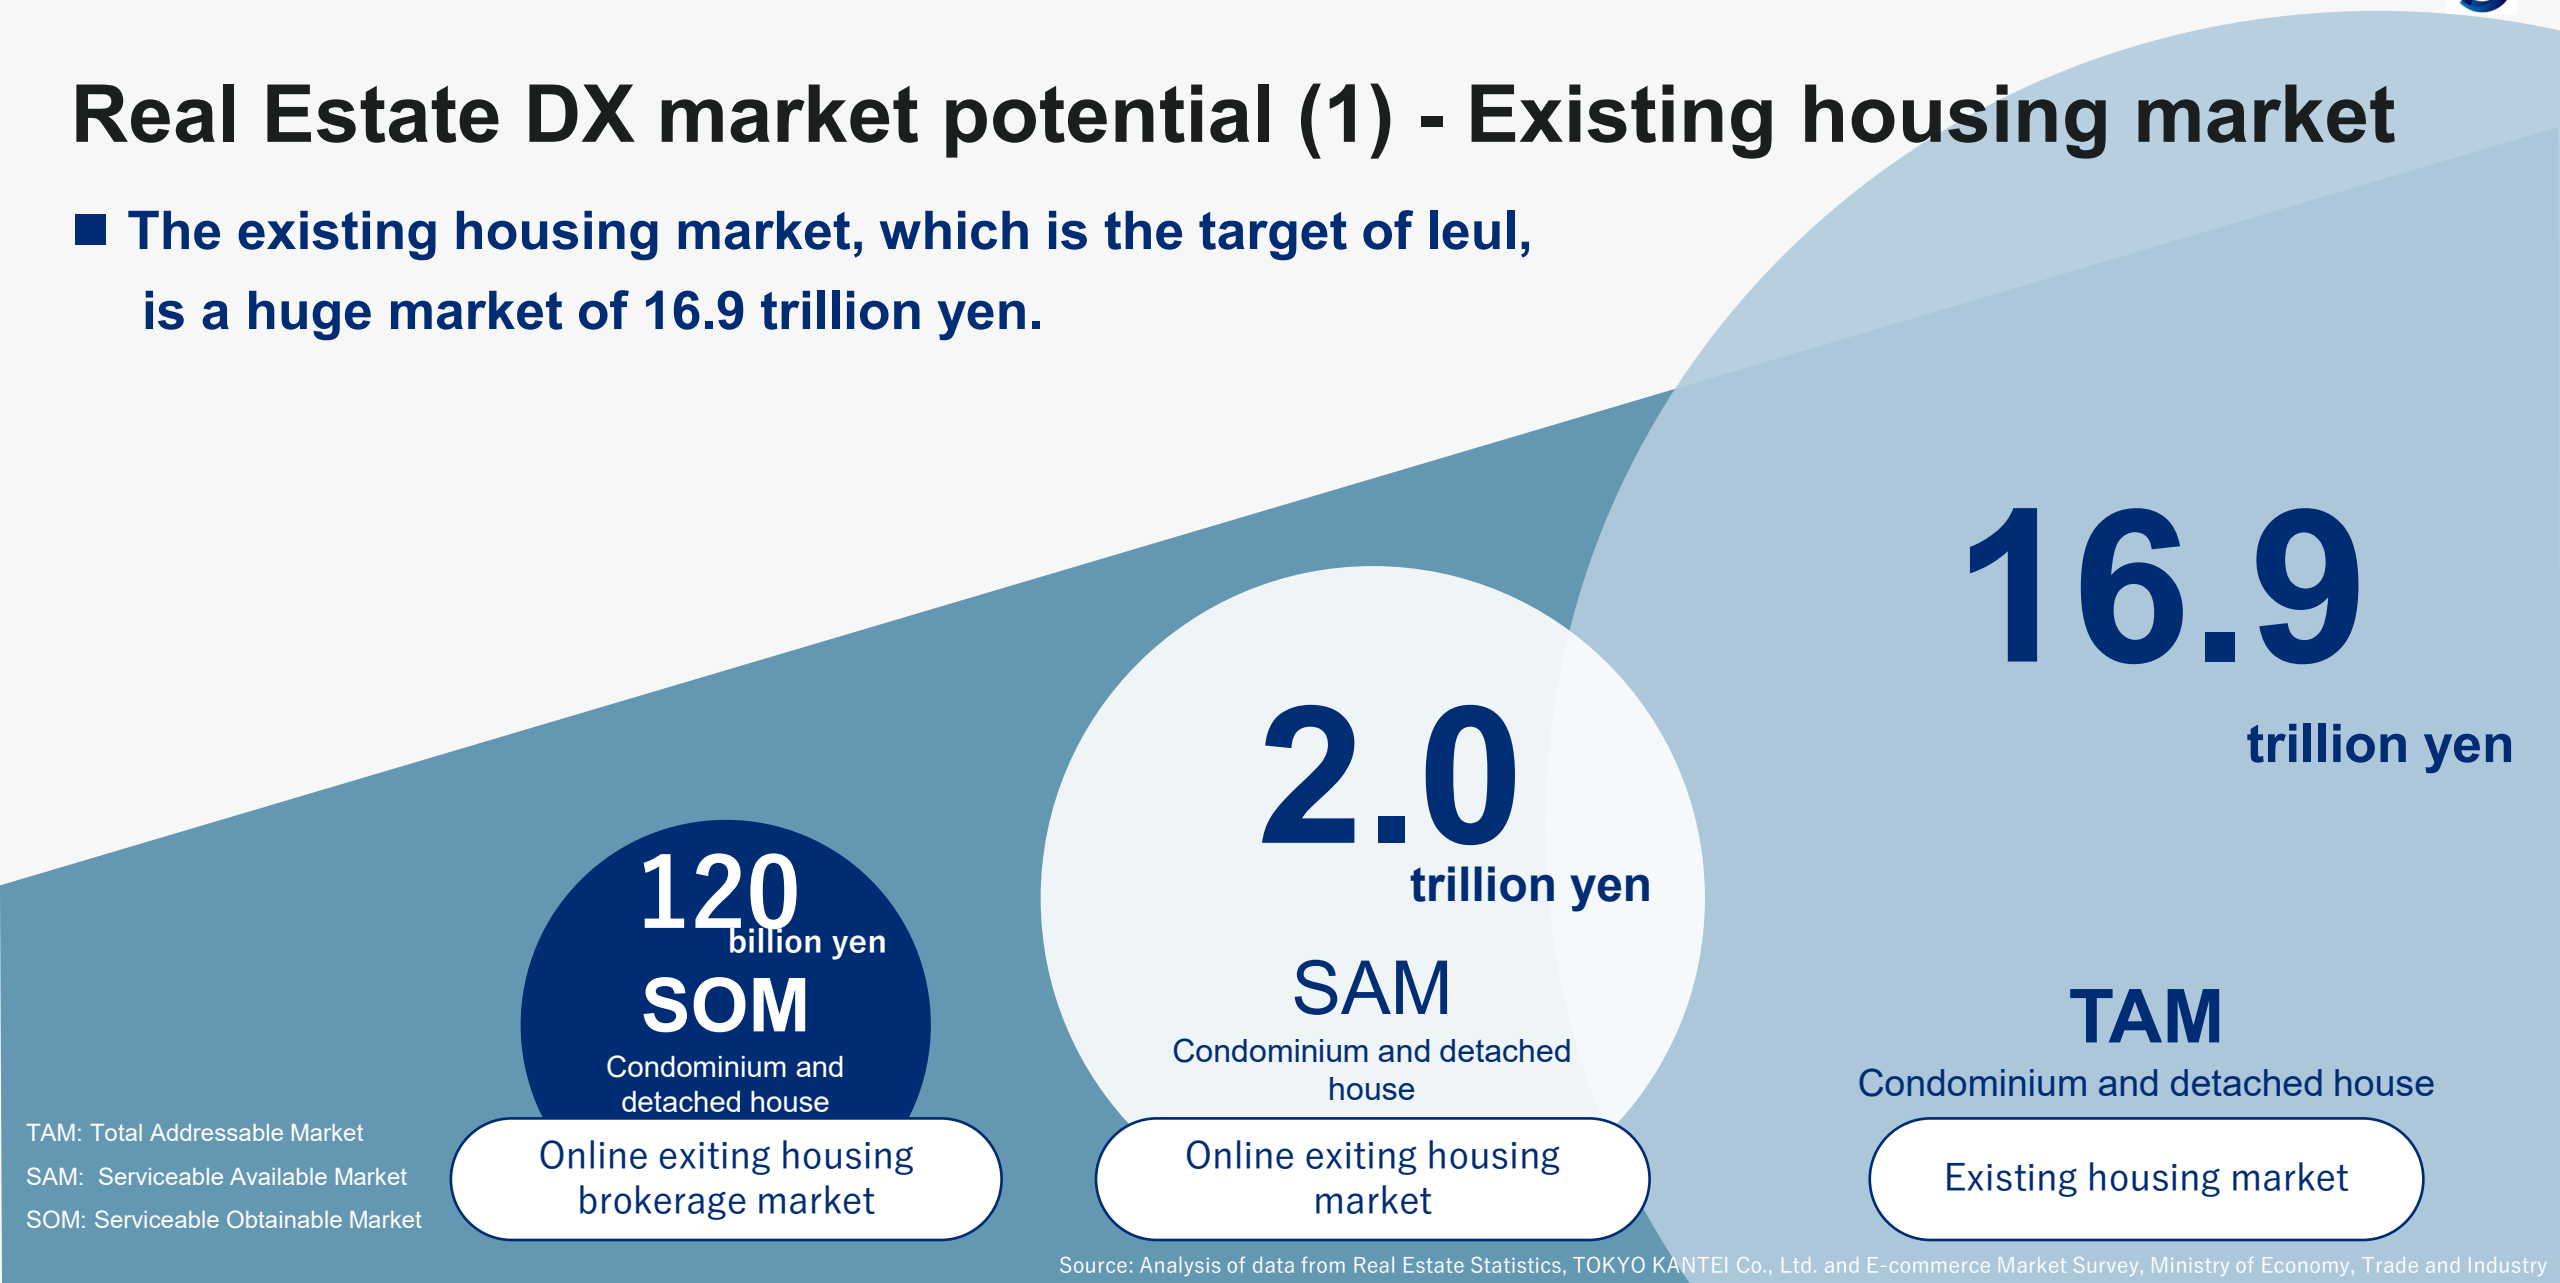 Real Estate DX market potential (1) - Existing housing market
■ The existing housing market, which is the target of Ieul,
is a huge market of 16.9 trillion yen.
16.9
trillion yen
TAM
Condominium and detached house
Existing housing market
2.0
trillion yen
SAM
Condominium and detached
house
Online exiting housing
market
120
billion yen
SOM
Condominium and
detached house
Online exiting housing
brokerage market
TAM: Total Addressable Market
SAM: Serviceable Available Market
SOM: Serviceable Obtainable Market
Source: Analysis of data from Real Estate Statistics, TOKYO KANTEI Co., Ltd. and E-commerce Market Survey, Ministry of Economy, Trade and Industry